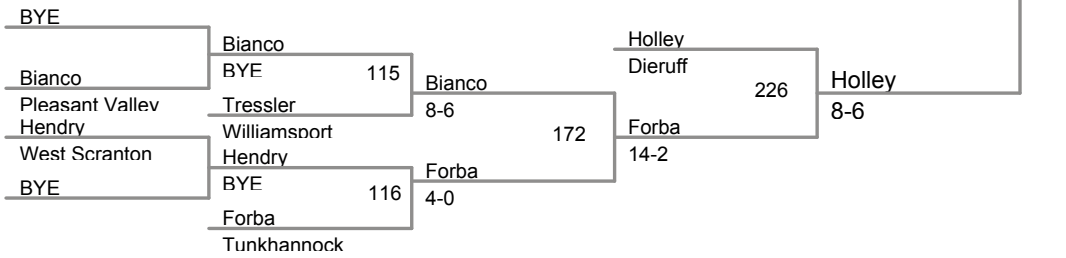 BYE
Bianco
Pleasant Valley
Hendry
West Scranton
BYE
Bianco
BYE
115
Tressler
Williamsport
Hendry
BYE
116
Forba
Tunkhannock
Bianco
8-6
172
Forba
4-0
Holley
Dieruff
226
Forba
14-2
Holley
8-6